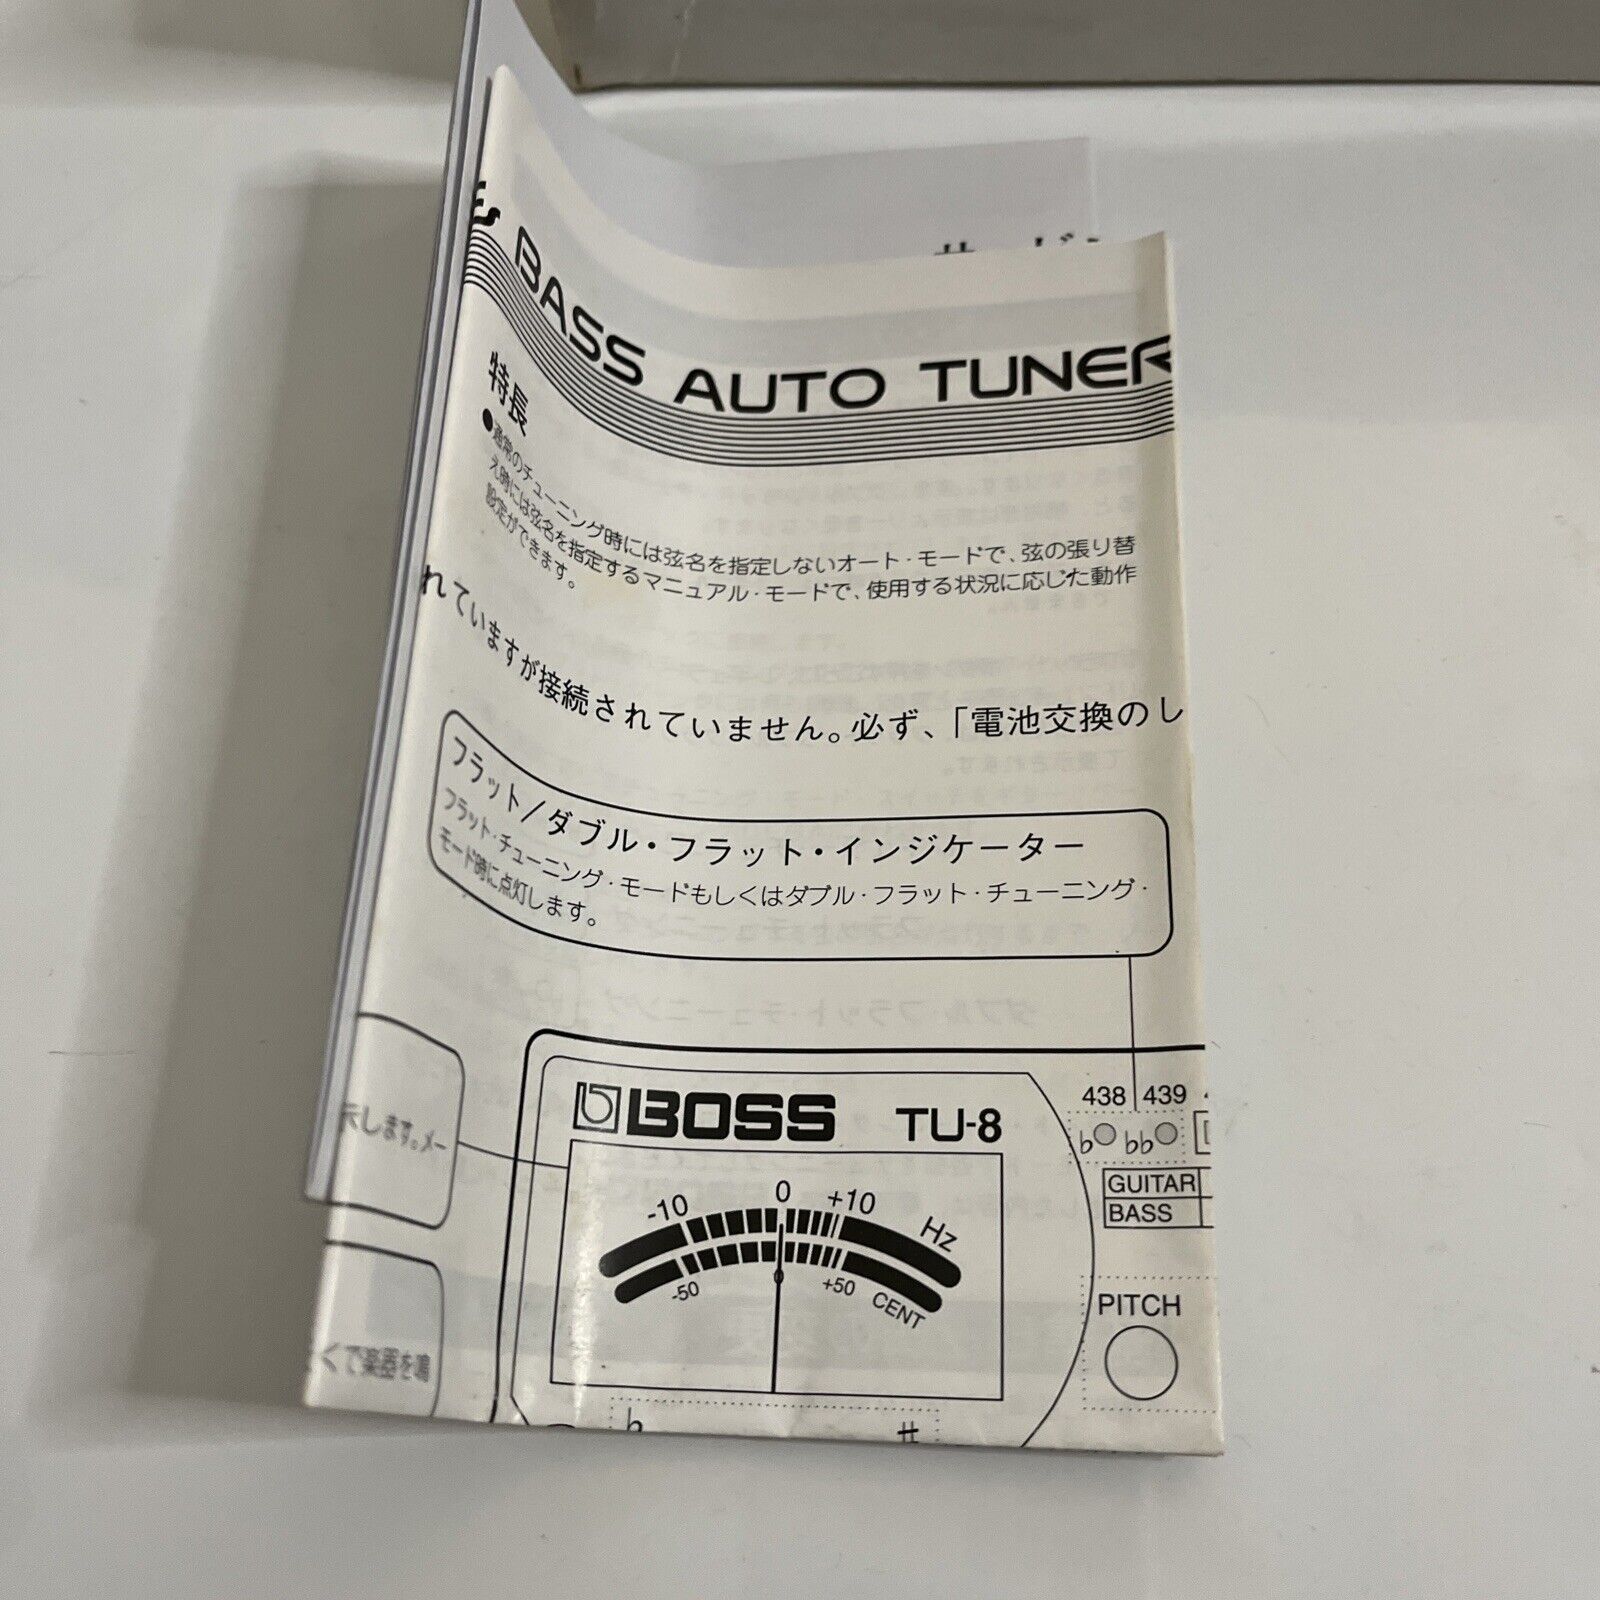 & BASS AUTO TUNER
特長
●通常のチューニング時には弦名を指定しないオート・モードで、弦の張り替
え時には弦名を指定するマニュアル・モードで、使用する状況に応じた動作
設定ができます。
れていますが接続されていません。必ず、「電池交換のし
フラット/ダブル・フラット・インジケーター
フラット・チューニング・モードもしくはダブル・フラット・チューニング・
モード時に点灯します。
示します。メー
くで楽器を鳴
BOSS TU-8
438 439
♭ ♭♭
GUITAR
BASS
-10 0 +10 Hz
-50 0 +50 CENT
PITCH
♭ #